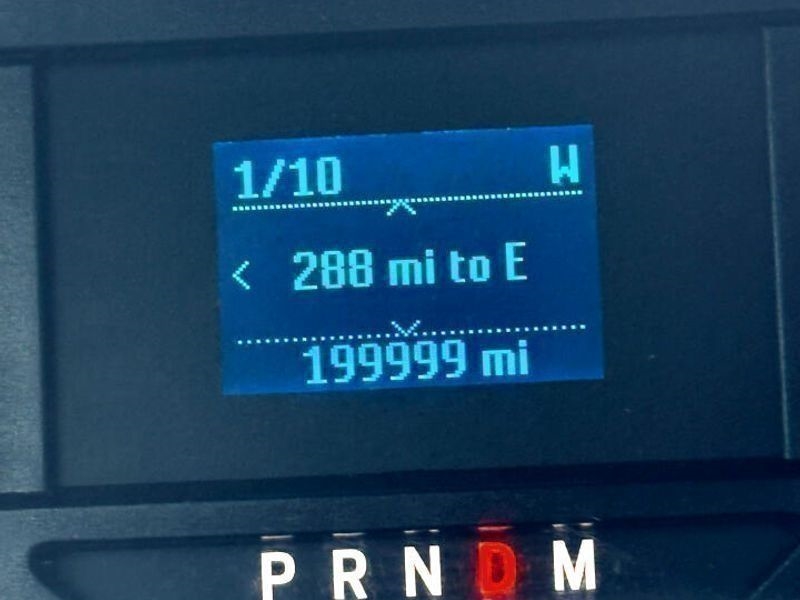 1/10 W
< 288 mi to E
199999 mi
P R N D M